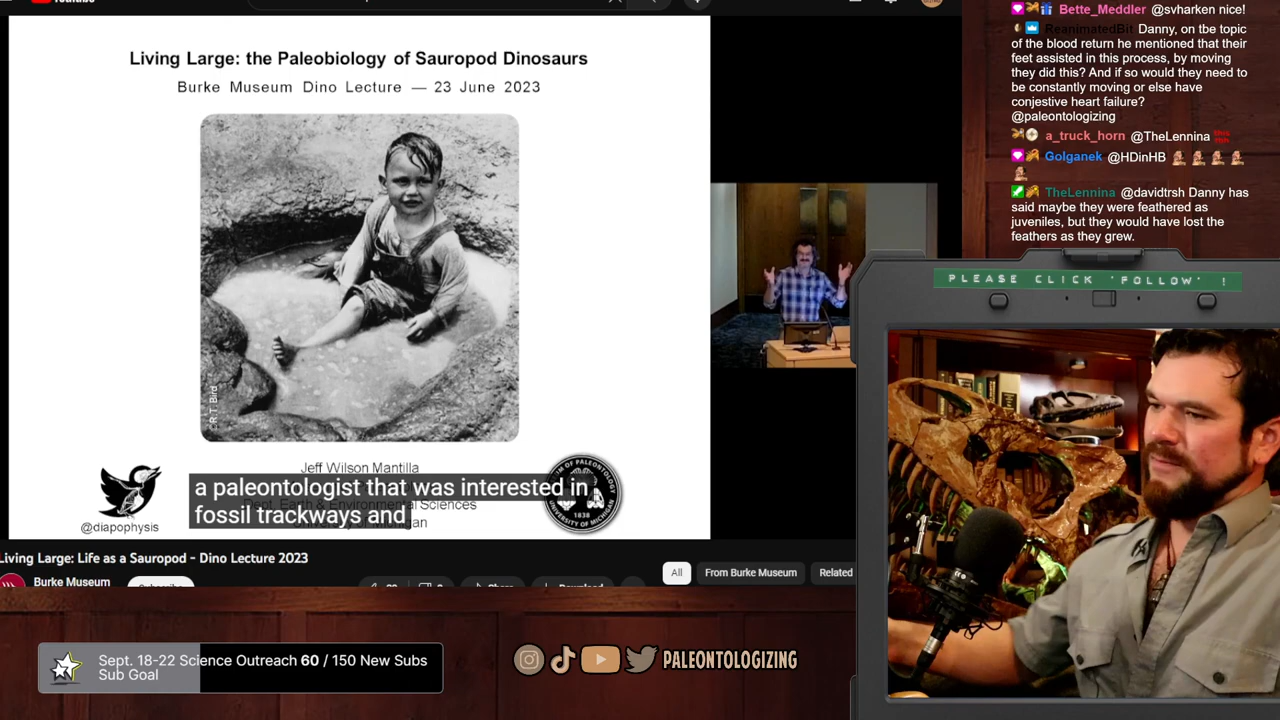 Living Large: the Paleobiology of Sauropod Dinosaurs
Burke Museum Dino Lecture — 23 June 2023
©R.T. Bird
Jeff Wilson Mantilla
a paleontologist that was interested in
fossil trackways and
@diapophysis
1838
Living Large: Life as a Sauropod - Dino Lecture 2023
Burke Museum
Subscribe
Share
Download
All
From Burke Museum
Related
Sept. 18-22 Science Outreach 60 / 150 New Subs
Sub Goal
PALEONTOLOGIZING
Bette_Meddler @svharken nice!
ReanimatedBit Danny, on tbe topic
of the blood return he mentioned that their
feet assisted in this process, by moving
they did this? And if so would they need to
be constantly moving or else have
conjestive heart failure?
@paleontologizing
a_truck_horn @TheLennina
Golganek @HDinHB
TheLennina @davidtrsh Danny has
said maybe they were feathered as
juveniles, but they would have lost the
feathers as they grew.
PLEASE CLICK 'FOLLOW' !